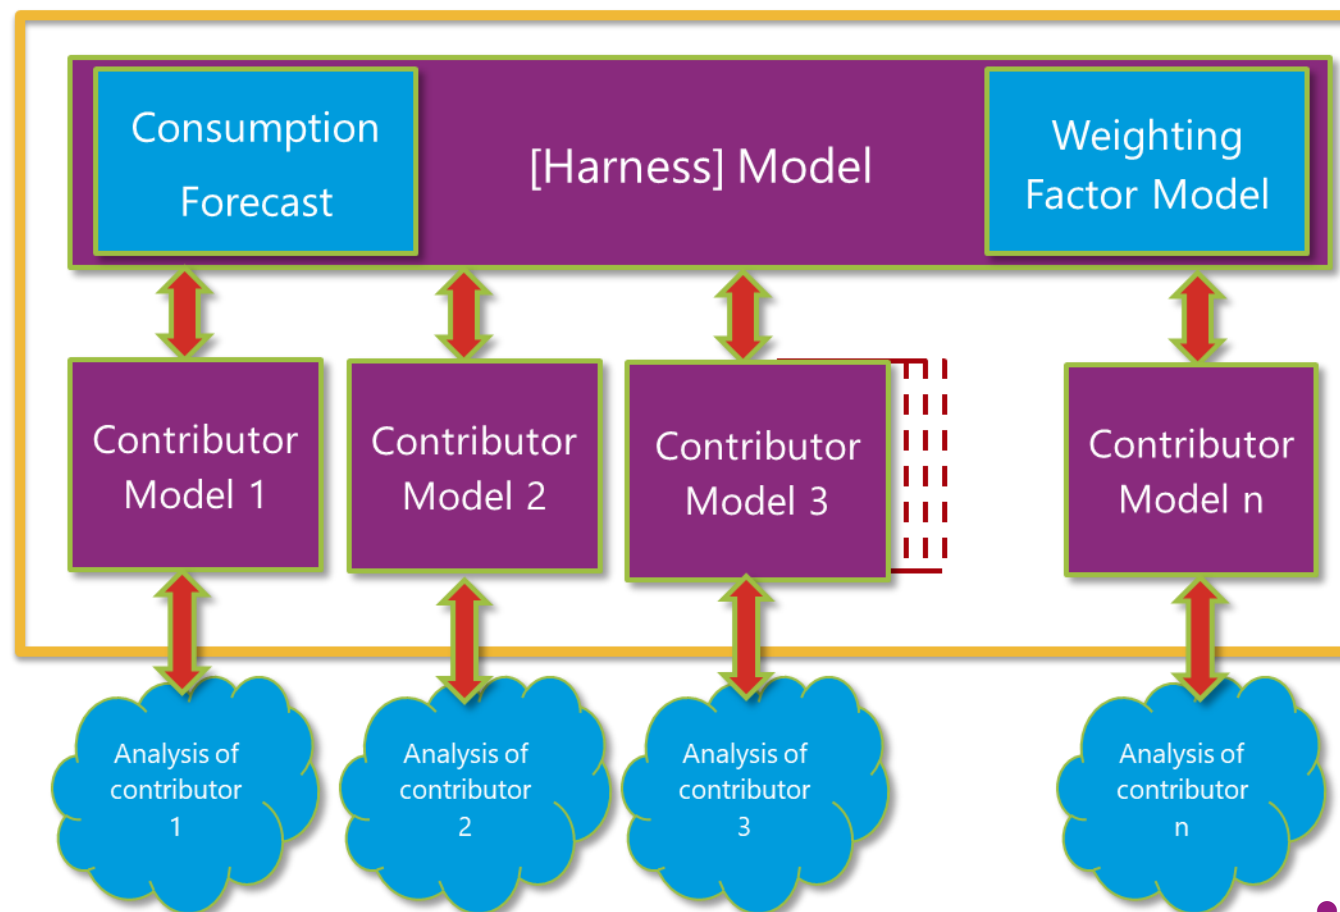 Consumption
Forecast
[Harness] Model
Weighting
Factor Model
Contributor
Model 1
Contributor
Model 2
Contributor
Model 3
Contributor
Model n
Analysis of
contributor
1
Analysis of
contributor
2
Analysis of
contributor
3
Analysis of
contributor
n